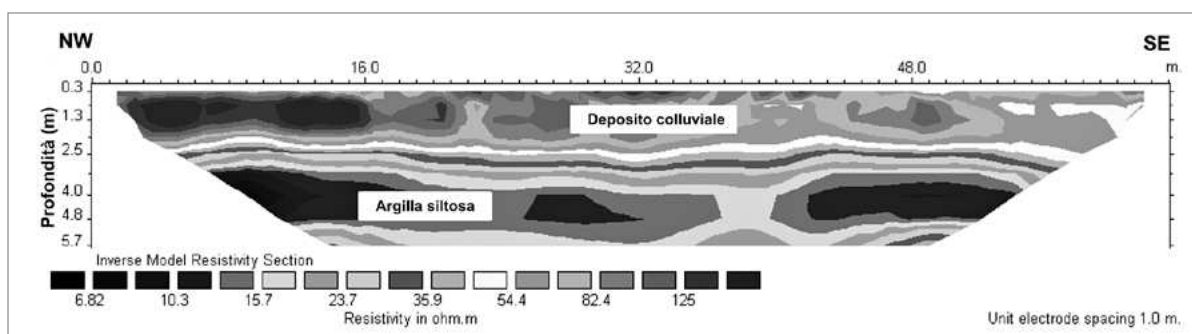 NW SE
0.0 16.0 32.0 48.0 m.
0.3
1.3
2.5
4.0
4.8
5.7
Profondità (m)
Deposito colluviale
Argilla siltosa
Inverse Model Resistivity Section
6.82 10.3 15.7 23.7 35.9 54.4 82.4 125
Resistivity in ohm.m Unit electrode spacing 1.0 m.